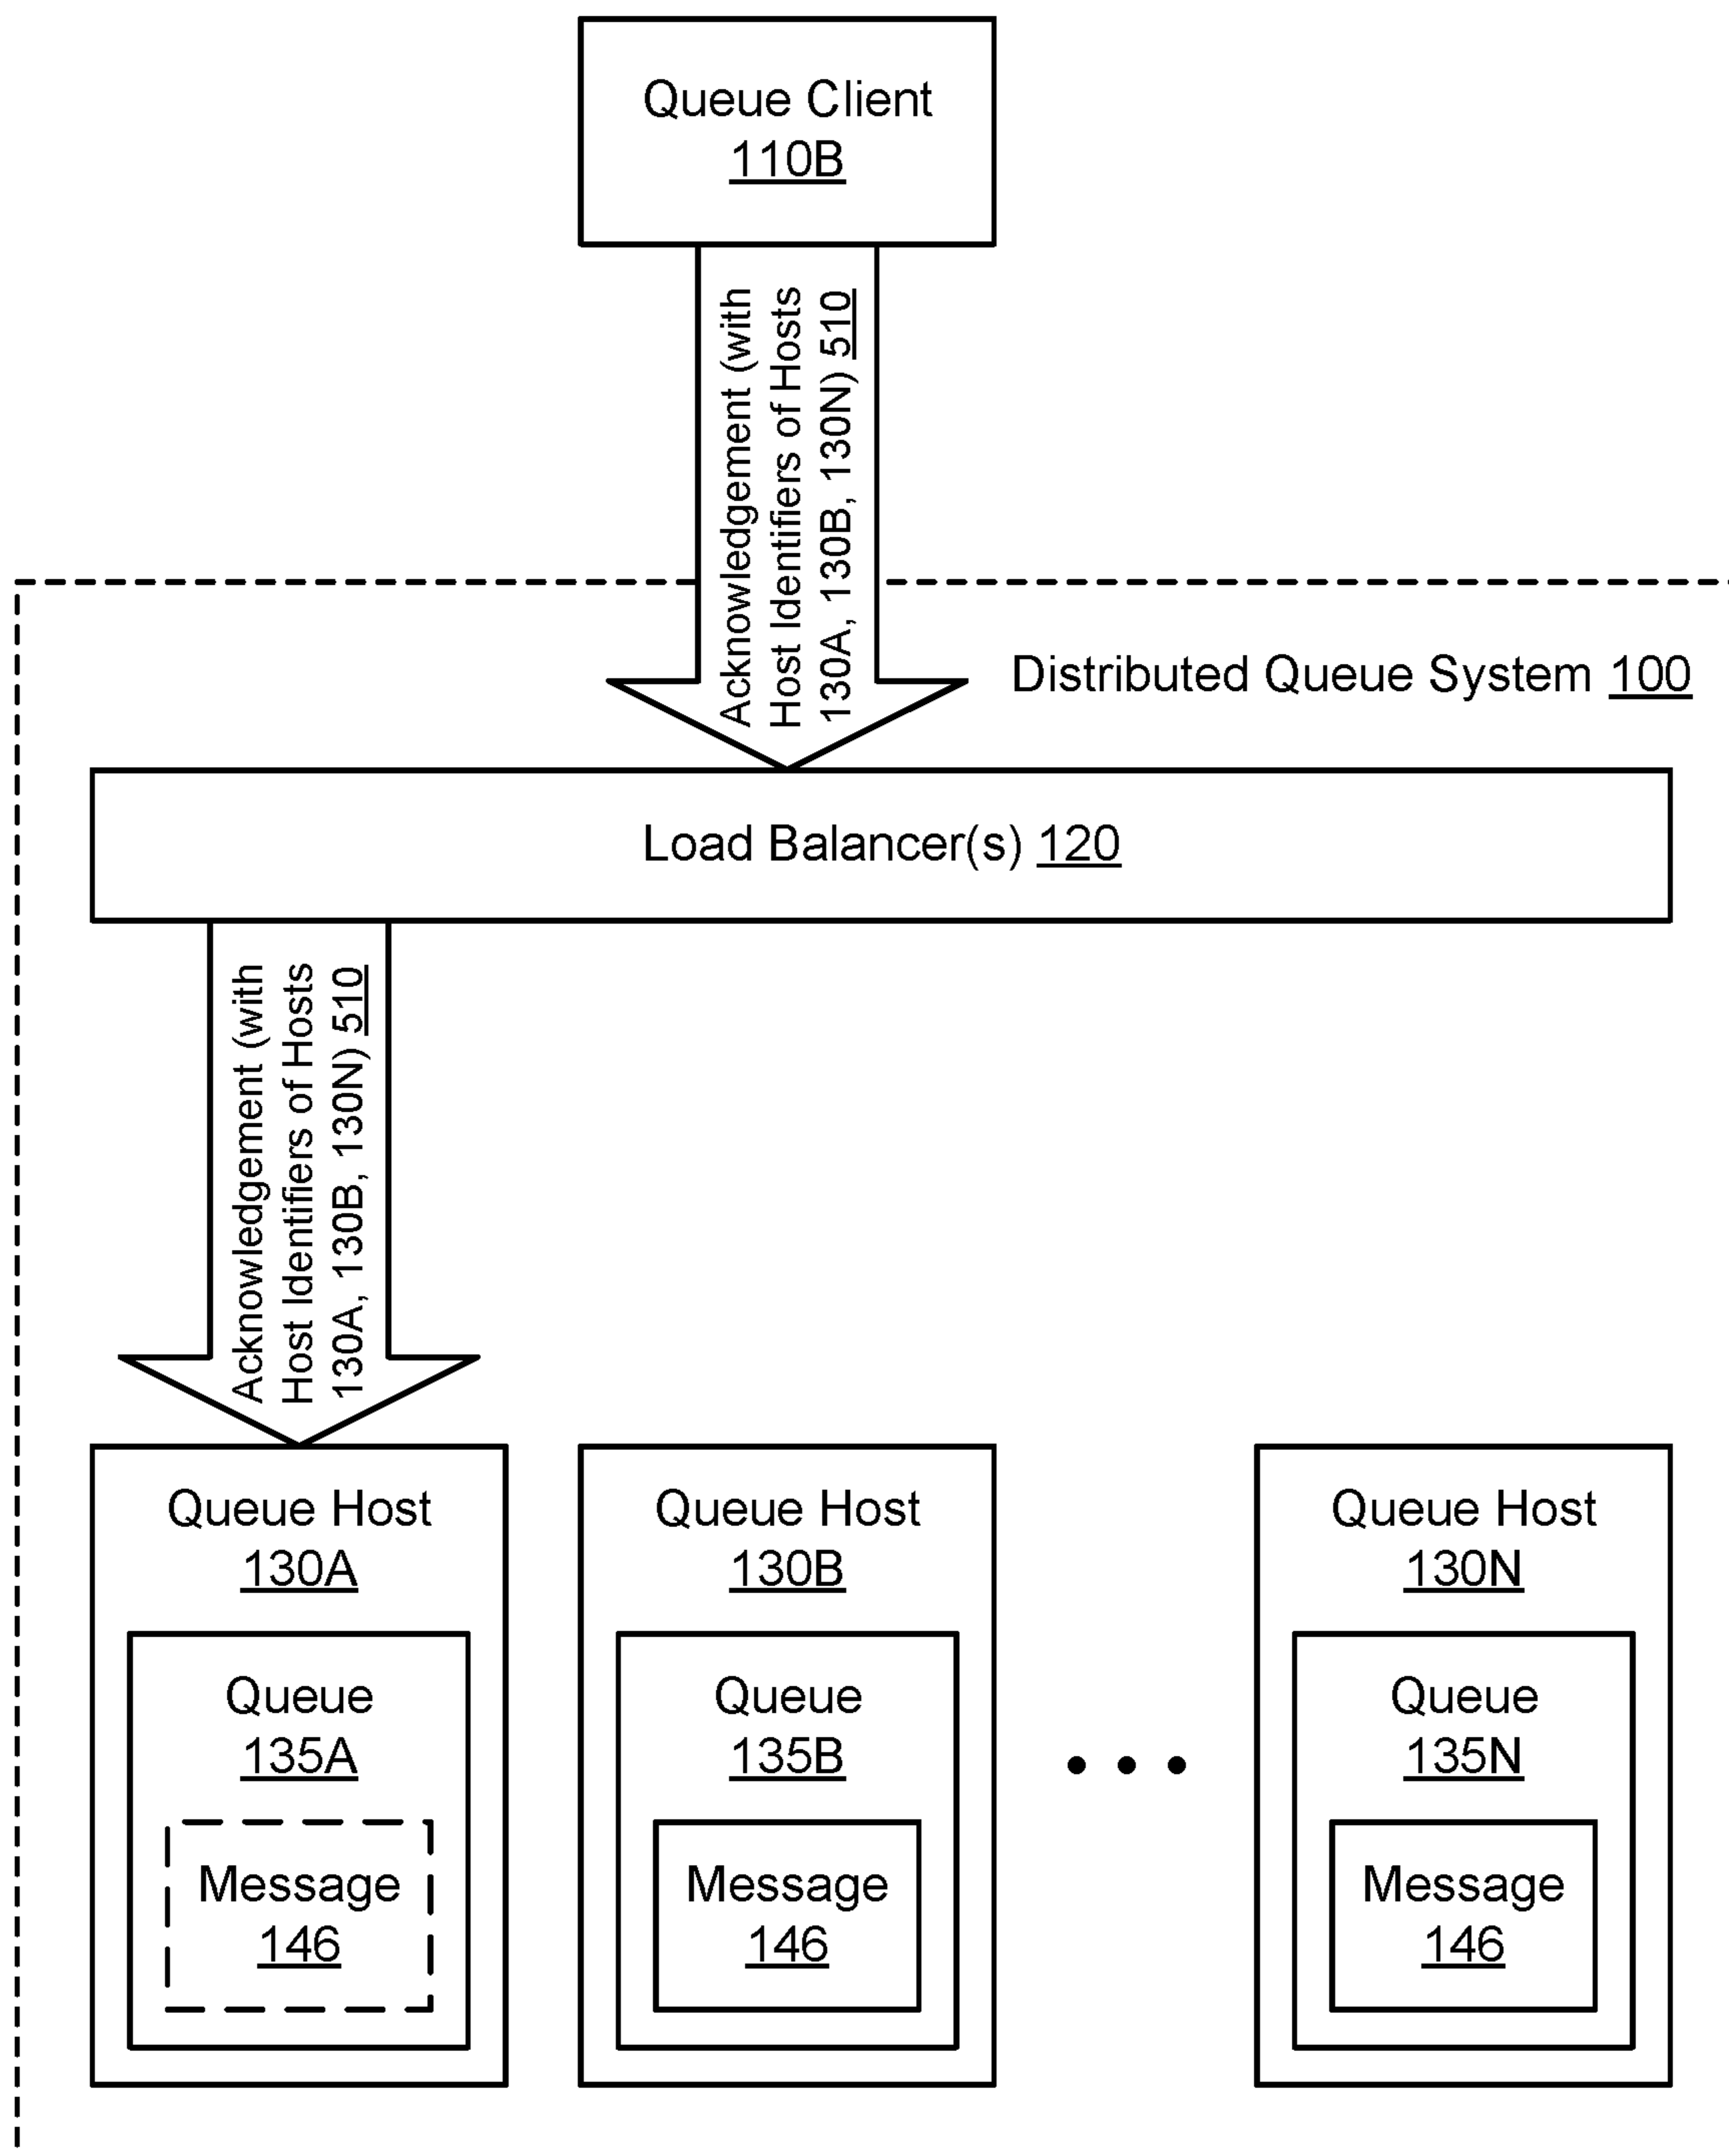 Queue Client
110B
Acknowledgement (with
Host Identifiers of Hosts
130A, 130B, 130N) 510
Distributed Queue System 100
Load Balancer(s) 120
Acknowledgement (with
Host Identifiers of Hosts
130A, 130B, 130N) 510
Queue Host
130A
Queue
135A
Message
146
Queue Host
130B
Queue
135B
Message
146
Queue Host
130N
Queue
135N
Message
146